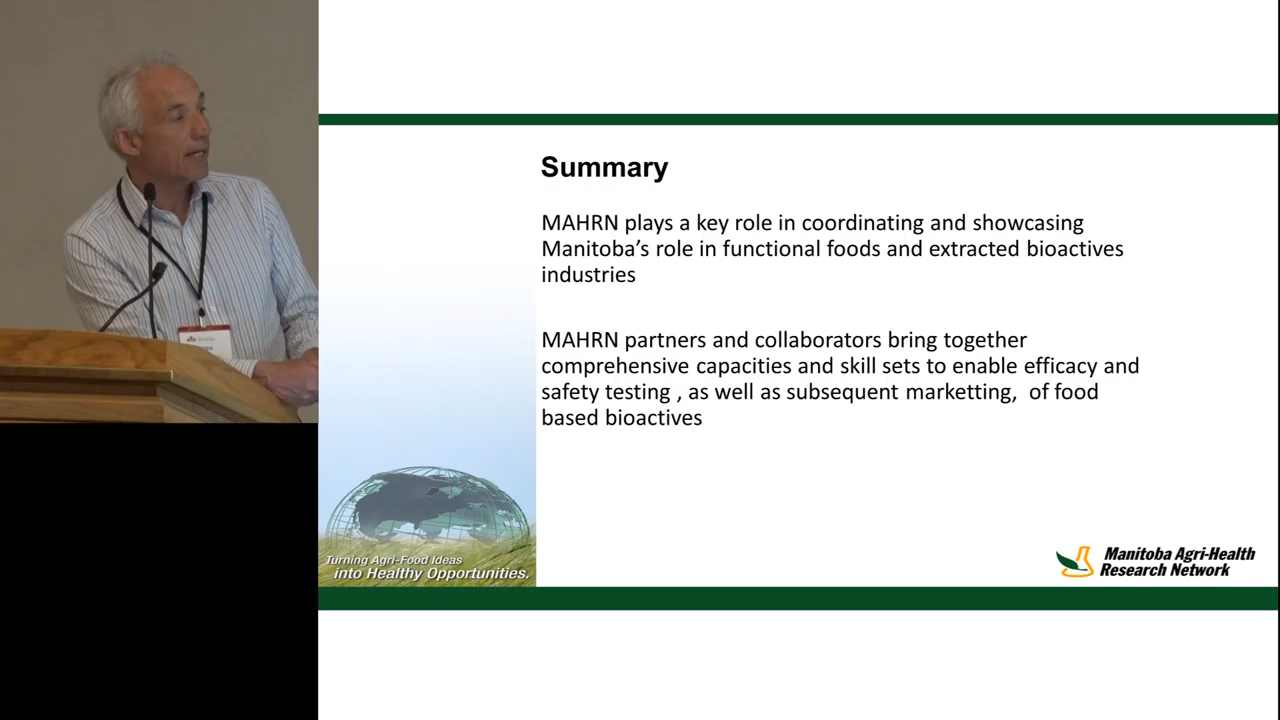 Summary
MAHRN plays a key role in coordinating and showcasing
Manitoba’s role in functional foods and extracted bioactives
industries
MAHRN partners and collaborators bring together
comprehensive capacities and skill sets to enable efficacy and
safety testing , as well as subsequent marketting,  of food
based bioactives
Turning Agri-Food Ideas
into Healthy Opportunities.
Manitoba Agri-Health
Research Network